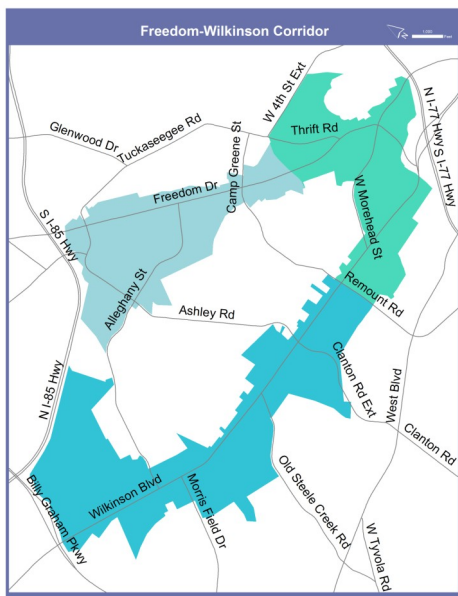 Freedom-Wilkinson Corridor
N
W 4th St Ext
N I-77 Hwy
S I-77 Hwy
Glenwood Dr
Tuckaseegee Rd
Thrift Rd
Camp Greene St
Freedom Dr
W Morehead St
S I-85 Hwy
Alleghany St
Remount Rd
Ashley Rd
N I-85 Hwy
Clanton Rd Ext
West Blvd
Clanton Rd
Billy Graham Pkwy
Wilkinson Blvd
Morris Field Dr
Old Steele Creek Rd
W Tyvola Rd